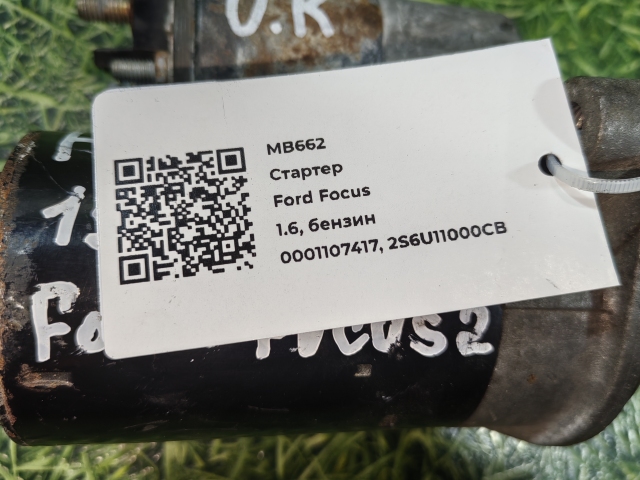 O.K
MB662
Стартер
Ford Focus
1.6, бензин
0001107417, 2S6U11000CB
Focus 2